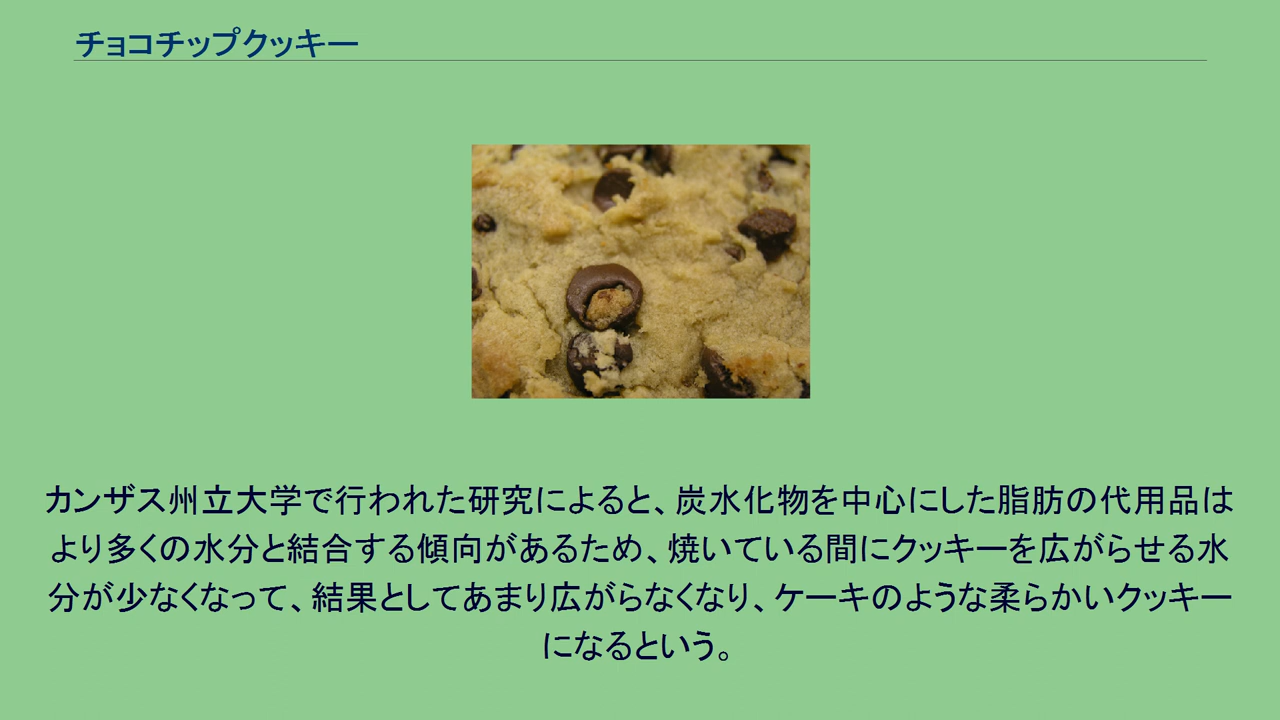 チョコチップクッキー
カンザス州立大学で行われた研究によると、炭水化物を中心にした脂肪の代用品は
より多くの水分と結合する傾向があるため、焼いている間にクッキーを広がらせる水
分が少なくなって、結果としてあまり広がらなくなり、ケーキのような柔らかいクッキー
になるという。